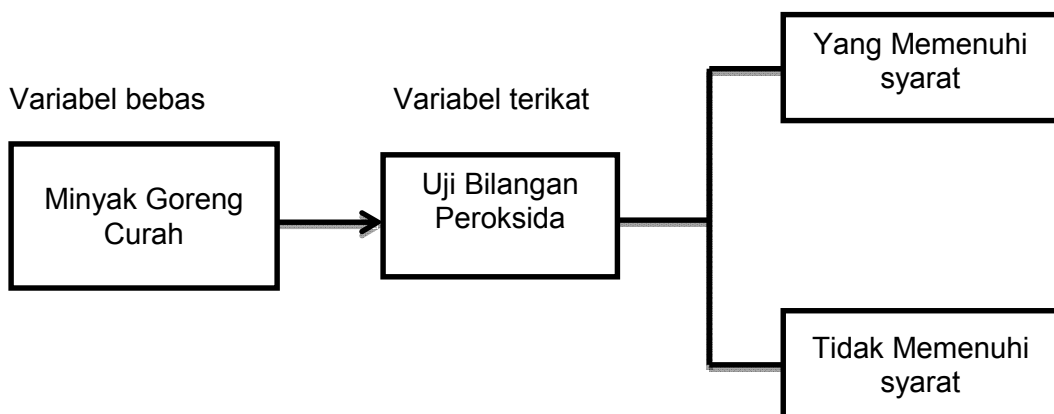 Variabel bebas
Minyak Goreng
Curah
Variabel terikat
Uji Bilangan
Peroksida
Yang Memenuhi
syarat
Tidak Memenuhi
syarat